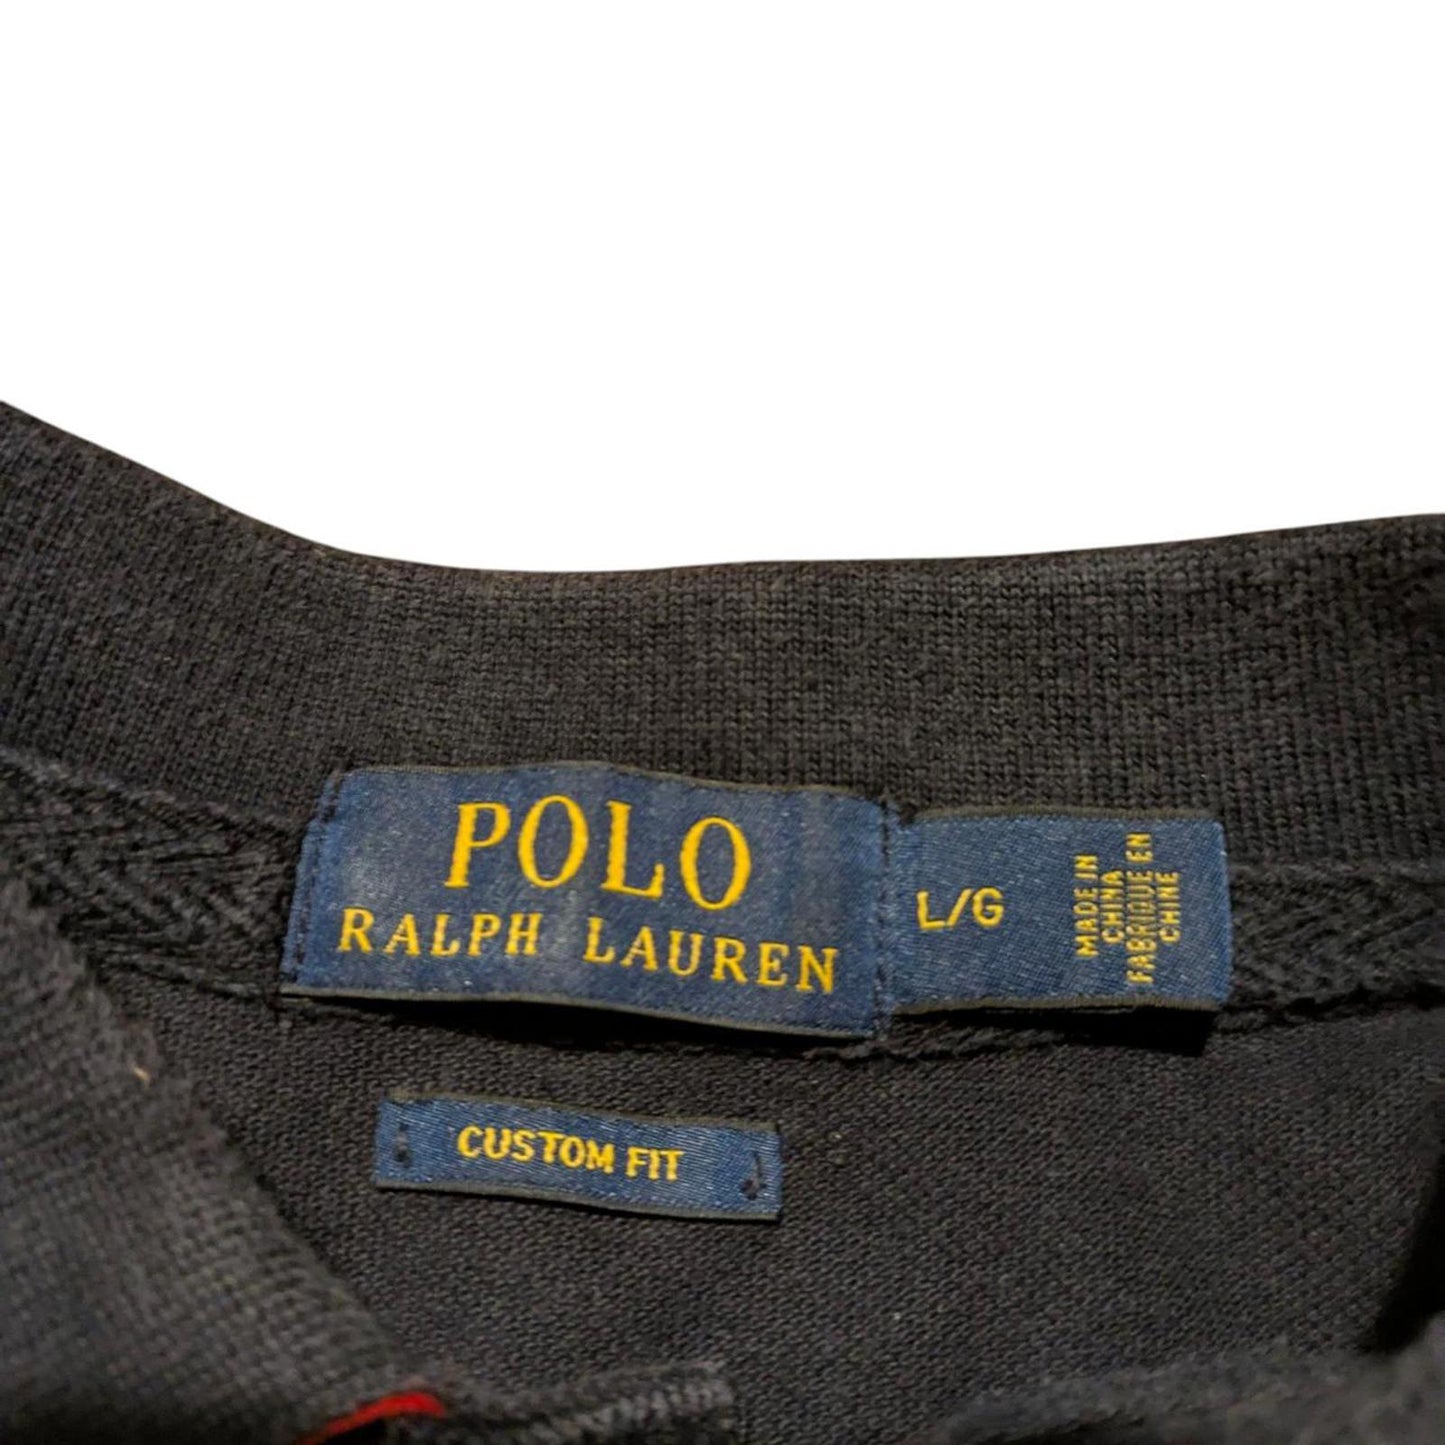 POLO
RALPH LAUREN
L/G
MADE IN
CHINA
FABRIQUE EN
CHINE
CUSTOM FIT